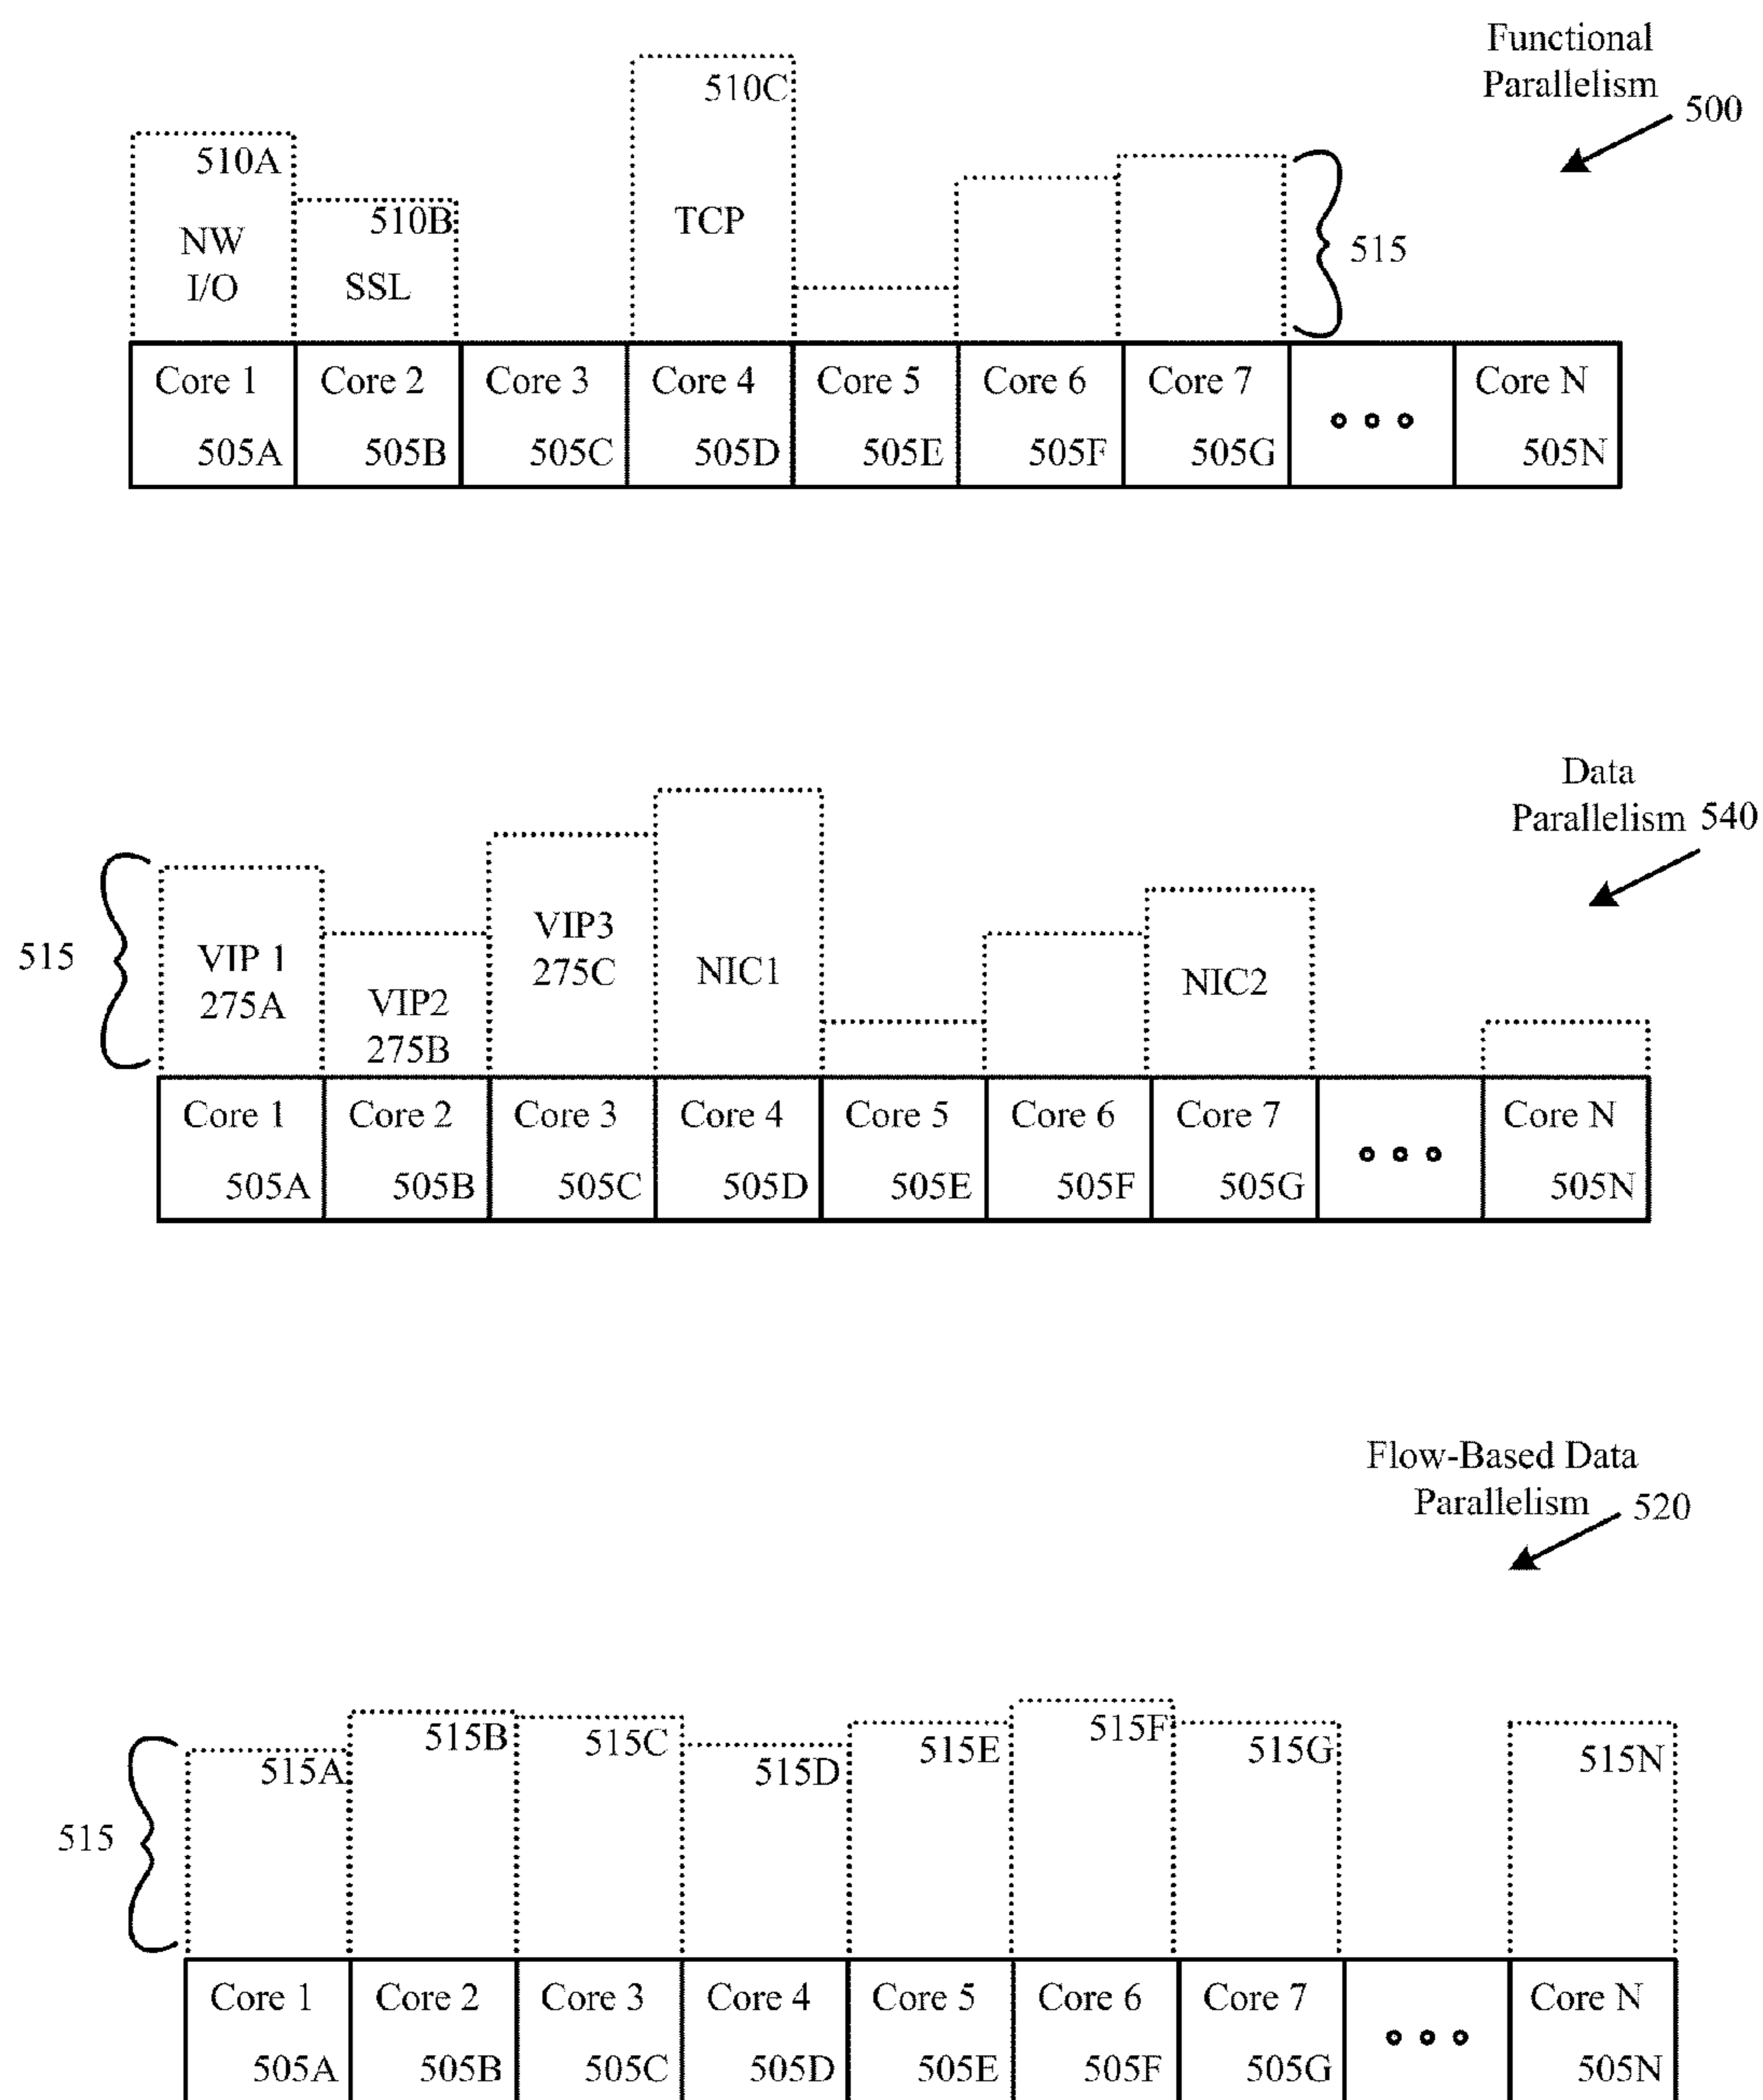 Functional
Parallelism
500
510A
NW
I/O
510B
SSL
510C
TCP
515
Core 1
505A
Core 2
505B
Core 3
505C
Core 4
505D
Core 5
505E
Core 6
505F
Core 7
505G
Core N
505N
Data
Parallelism 540
515
VIP 1
275A
VIP2
275B
VIP3
275C
NIC1
NIC2
Core 1
505A
Core 2
505B
Core 3
505C
Core 4
505D
Core 5
505E
Core 6
505F
Core 7
505G
Core N
505N
Flow-Based Data
Parallelism 520
515
515A
515B
515C
515D
515E
515F
515G
515N
Core 1
505A
Core 2
505B
Core 3
505C
Core 4
505D
Core 5
505E
Core 6
505F
Core 7
505G
Core N
505N